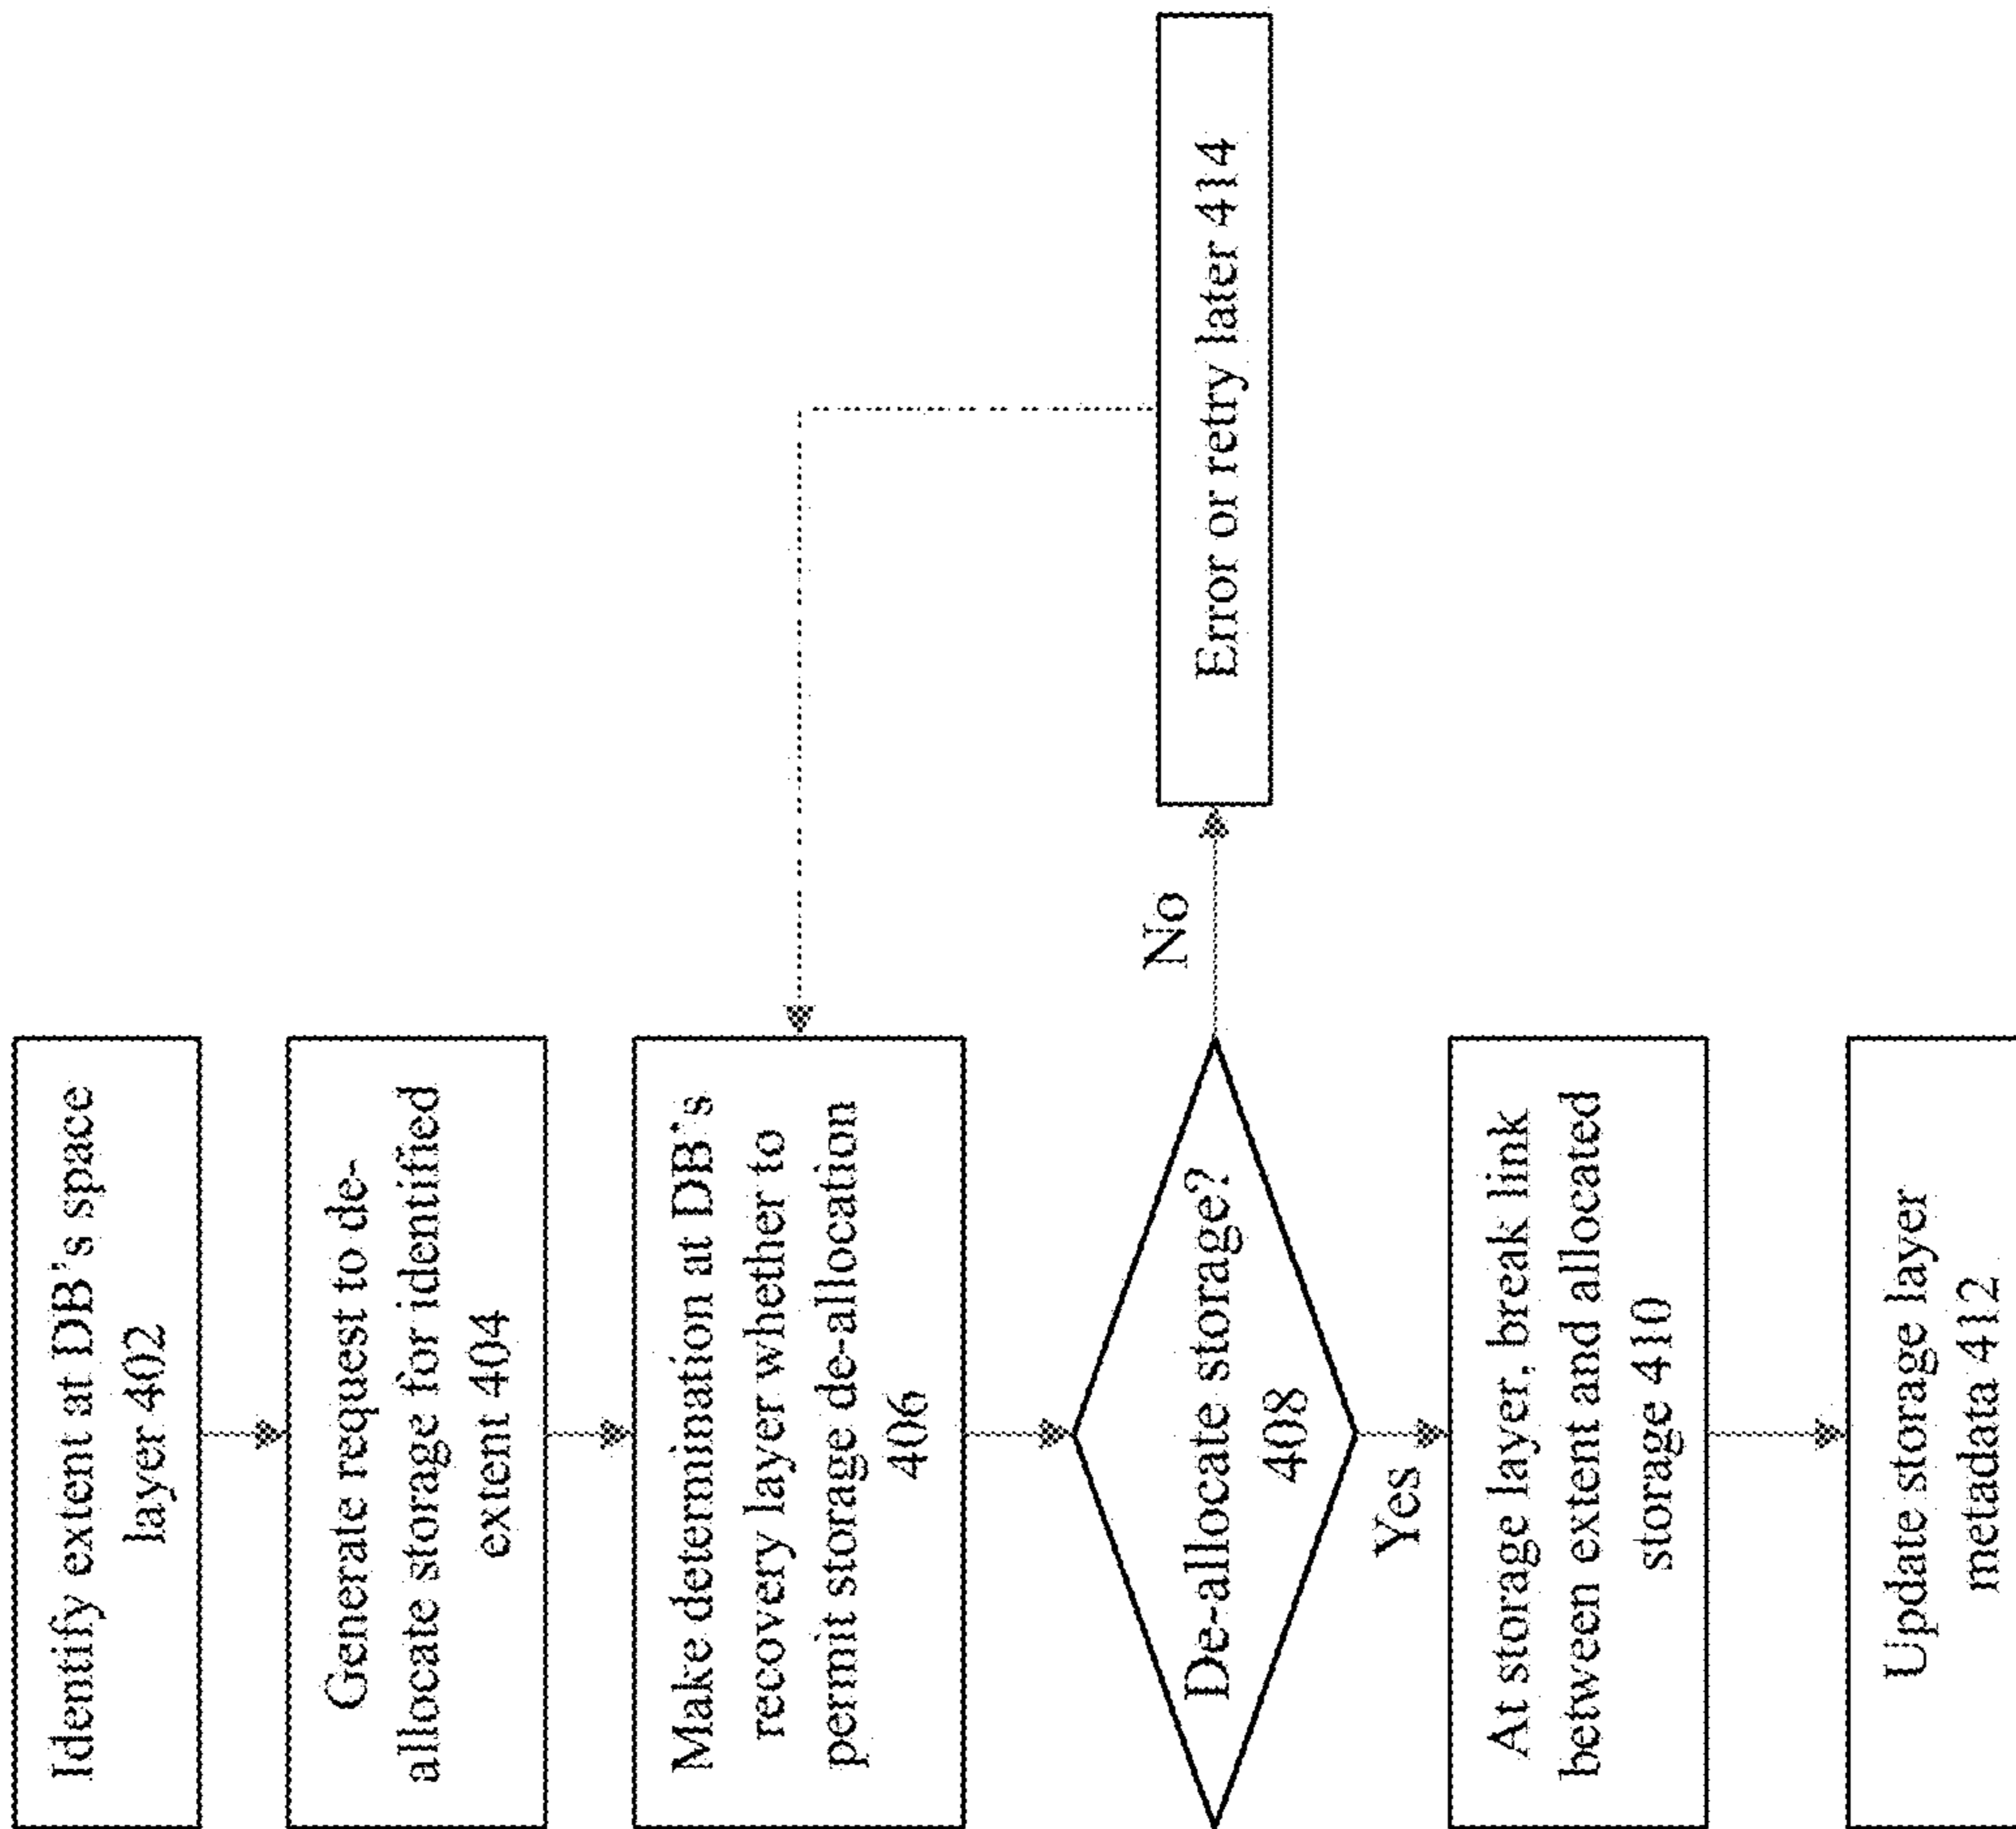 Identify extent at DB's space
layer 402
Generate request to de-
allocate storage for identified
extent 404
Make determination at DB's
recovery layer whether to
permit storage de-allocation
406
De-allocate storage?
408
No
Error or retry later 414
Yes
At storage layer, break link
between extent and allocated
storage 410
Update storage layer
metadata 412